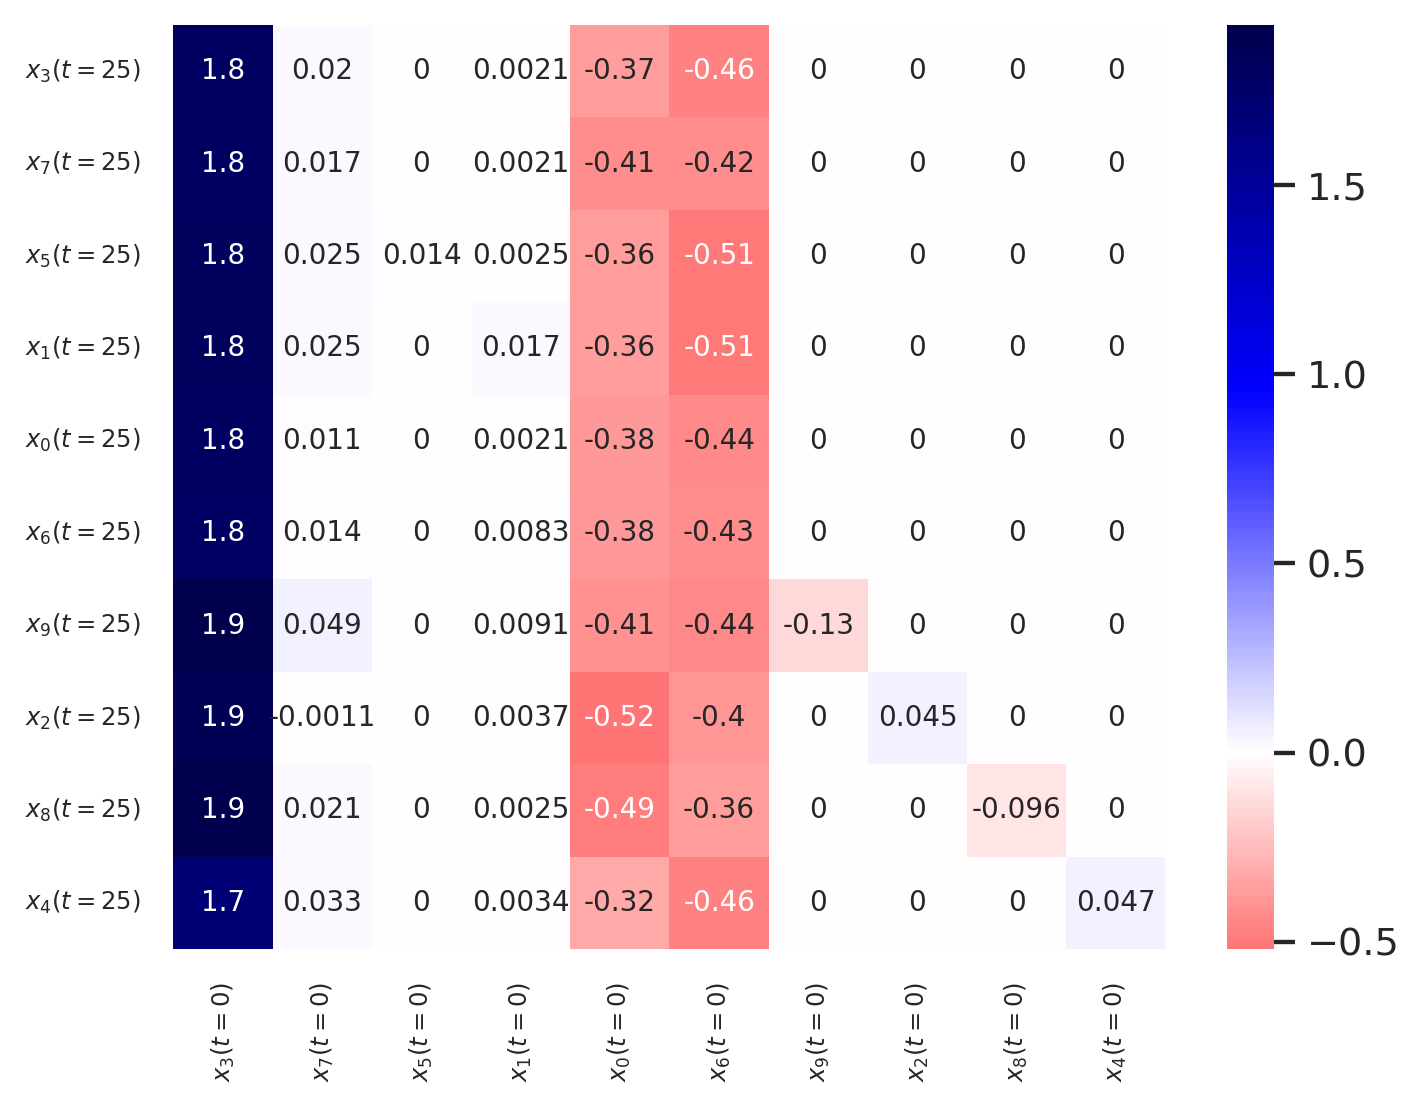 x₃(t = 25) 1.8 0.02 0 0.0021 -0.37 -0.46 0 0 0 0
x₇(t = 25) 1.8 0.017 0 0.0021 -0.41 -0.42 0 0 0 0
1.5
x₅(t = 25) 1.8 0.025 0.014 0.0025 -0.36 -0.51 0 0 0 0
x₁(t = 25) 1.8 0.025 0 0.017 -0.36 -0.51 0 0 0 0
1.0
x₀(t = 25) 1.8 0.011 0 0.0021 -0.38 -0.44 0 0 0 0
x₆(t = 25) 1.8 0.014 0 0.0083 -0.38 -0.43 0 0 0 0
0.5
x₉(t = 25) 1.9 0.049 0 0.0091 -0.41 -0.44 -0.13 0 0 0
x₂(t = 25) 1.9 -0.0011 0 0.0037 -0.52 -0.4 0 0.045 0 0
0.0
x₈(t = 25) 1.9 0.021 0 0.0025 -0.49 -0.36 0 0 -0.096 0
x₄(t = 25) 1.7 0.033 0 0.0034 -0.32 -0.46 0 0 0 0.047
−0.5
x₃(t = 0) x₇(t = 0) x₅(t = 0) x₁(t = 0) x₀(t = 0) x₆(t = 0) x₉(t = 0) x₂(t = 0) x₈(t = 0) x₄(t = 0)